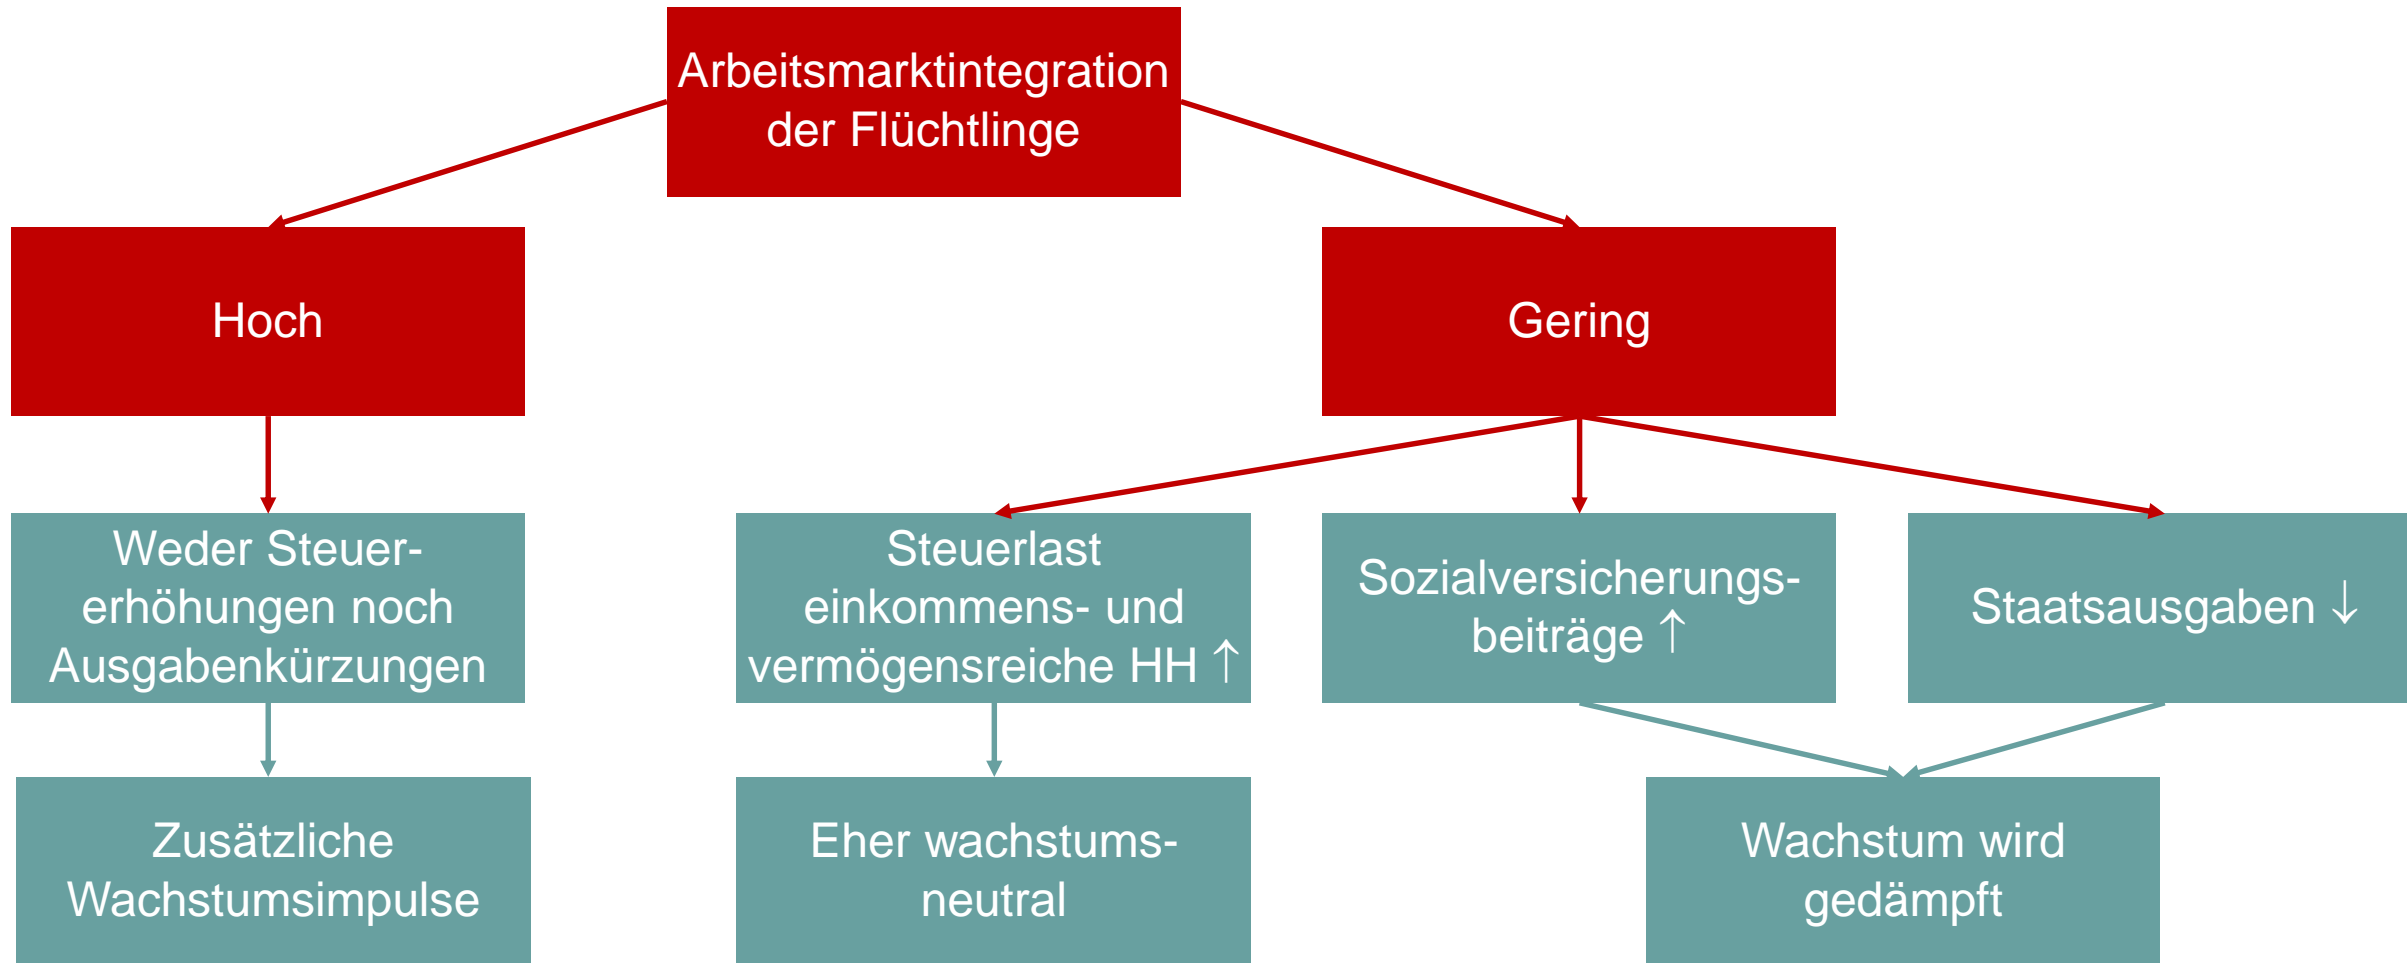 Arbeitsmarktintegration
der Flüchtlinge
Hoch
Gering
Weder Steuer-
erhöhungen noch
Ausgabenkürzungen
Steuerlast
einkommens- und
vermögensreiche HH ↑
Sozialversicherungs-
beiträge ↑
Staatsausgaben ↓
Zusätzliche
Wachstumsimpulse
Eher wachstums-
neutral
Wachstum wird
gedämpft